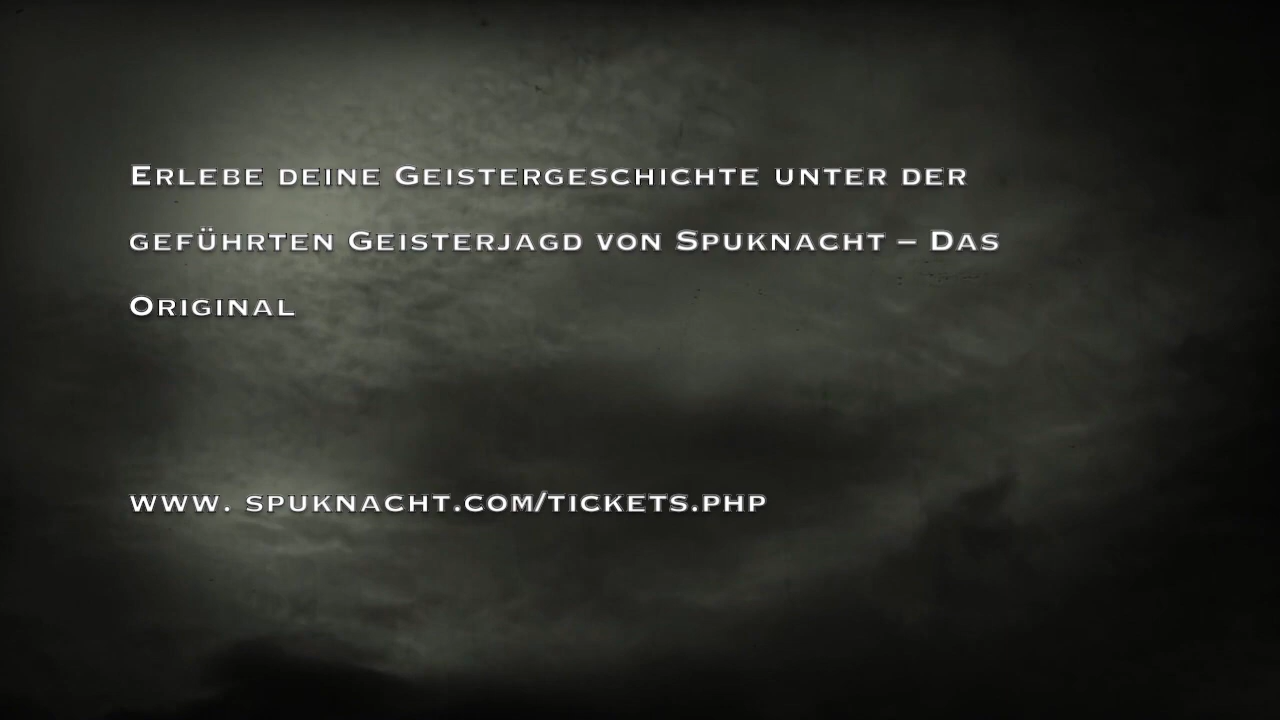 Erlebe deine Geistergeschichte unter der
geführten Geisterjagd von Spuknacht – Das
Original
www. spuknacht.com/tickets.php